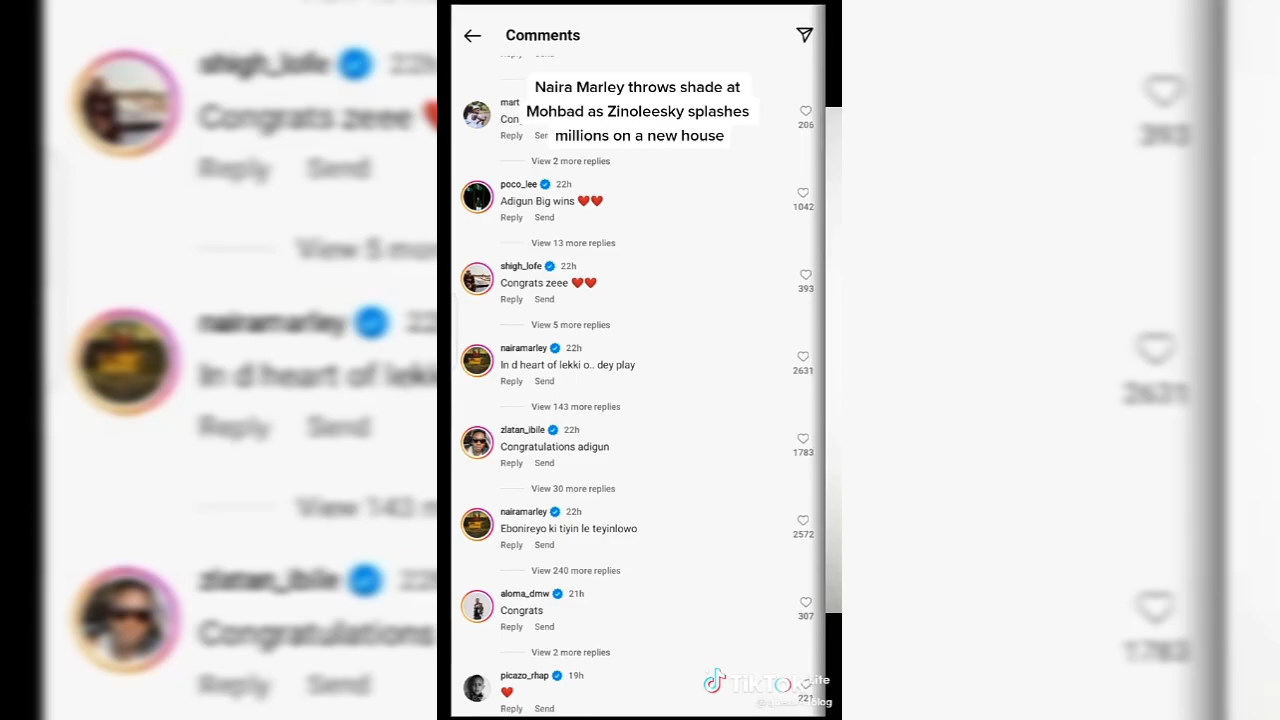 Comments
Naira Marley throws shade at
Mohbad as Zinoleesky splashes
millions on a new house
206
Reply
View 2 more replies
poco_lee 22h
Adigun Big wins ❤️❤️
1042
Reply Send
View 13 more replies
shigh_lofe 22h
Congrats zeee ❤️❤️
393
Reply Send
View 5 more replies
nairamarley 22h
In d heart of lekki o.. dey play
2631
Reply Send
View 143 more replies
zlatan_ibile 22h
Congratulations adigun
1783
Reply Send
View 30 more replies
nairamarley 22h
Ebonireyo ki tiyin le teyinlowo
2572
Reply Send
View 240 more replies
aloma_dmw 21h
Congrats
307
Reply Send
View 2 more replies
picazo_rhap 19h
❤️
221
Reply Send
TikTok Lite
shigh_lofe 22h
Congrats zeee ❤️
393
Reply Send
View 5 more
nairamarley
In d heart of lekki
2631
Reply Send
View 143
zlatan_ibile
Congratulations
1783
Reply Send